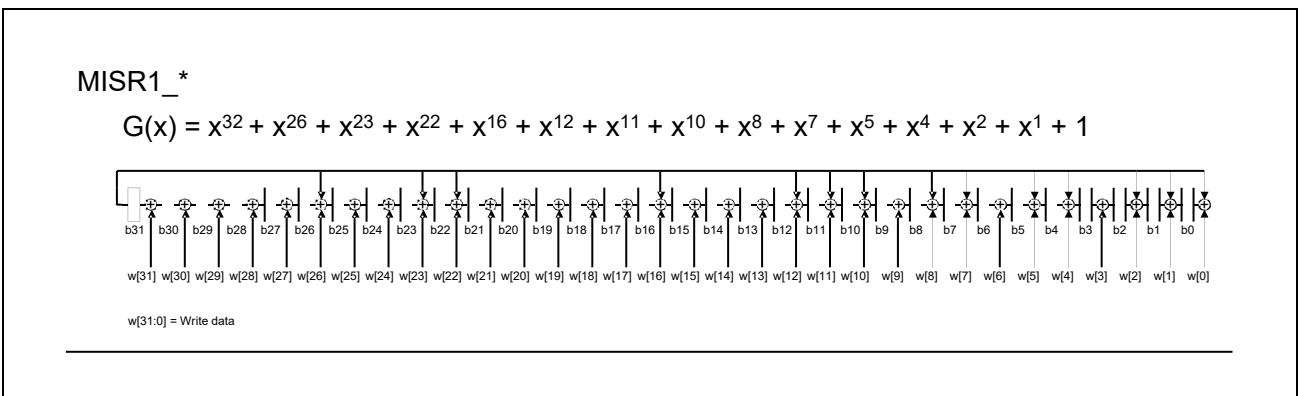 MISR1_*
G(x) = x32 + x26 + x23 + x22 + x16 + x12 + x11 + x10 + x8 + x7 + x5 + x4 + x2 + x1 + 1
b31 b30 b29 b28 b27 b26 b25 b24 b23 b22 b21 b20 b19 b18 b17 b16 b15 b14 b13 b12 b11 b10 b9 b8 b7 b6 b5 b4 b3 b2 b1 b0
w[31] w[30] w[29] w[28] w[27] w[26] w[25] w[24] w[23] w[22] w[21] w[20] w[19] w[18] w[17] w[16] w[15] w[14] w[13] w[12] w[11] w[10] w[9] w[8] w[7] w[6] w[5] w[4] w[3] w[2] w[1] w[0]
w[31:0] = Write data